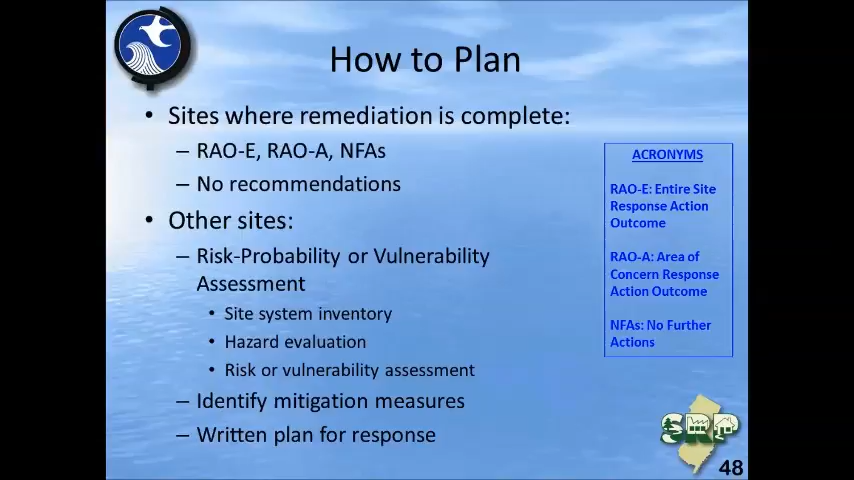 How to Plan
• Sites where remediation is complete:
– RAO-E, RAO-A, NFAs
– No recommendations
• Other sites:
– Risk-Probability or Vulnerability
Assessment
• Site system inventory
• Hazard evaluation
• Risk or vulnerability assessment
– Identify mitigation measures
– Written plan for response
ACRONYMS
RAO-E: Entire Site
Response Action
Outcome
RAO-A: Area of
Concern Response
Action Outcome
NFAs: No Further
Actions
SRP
48